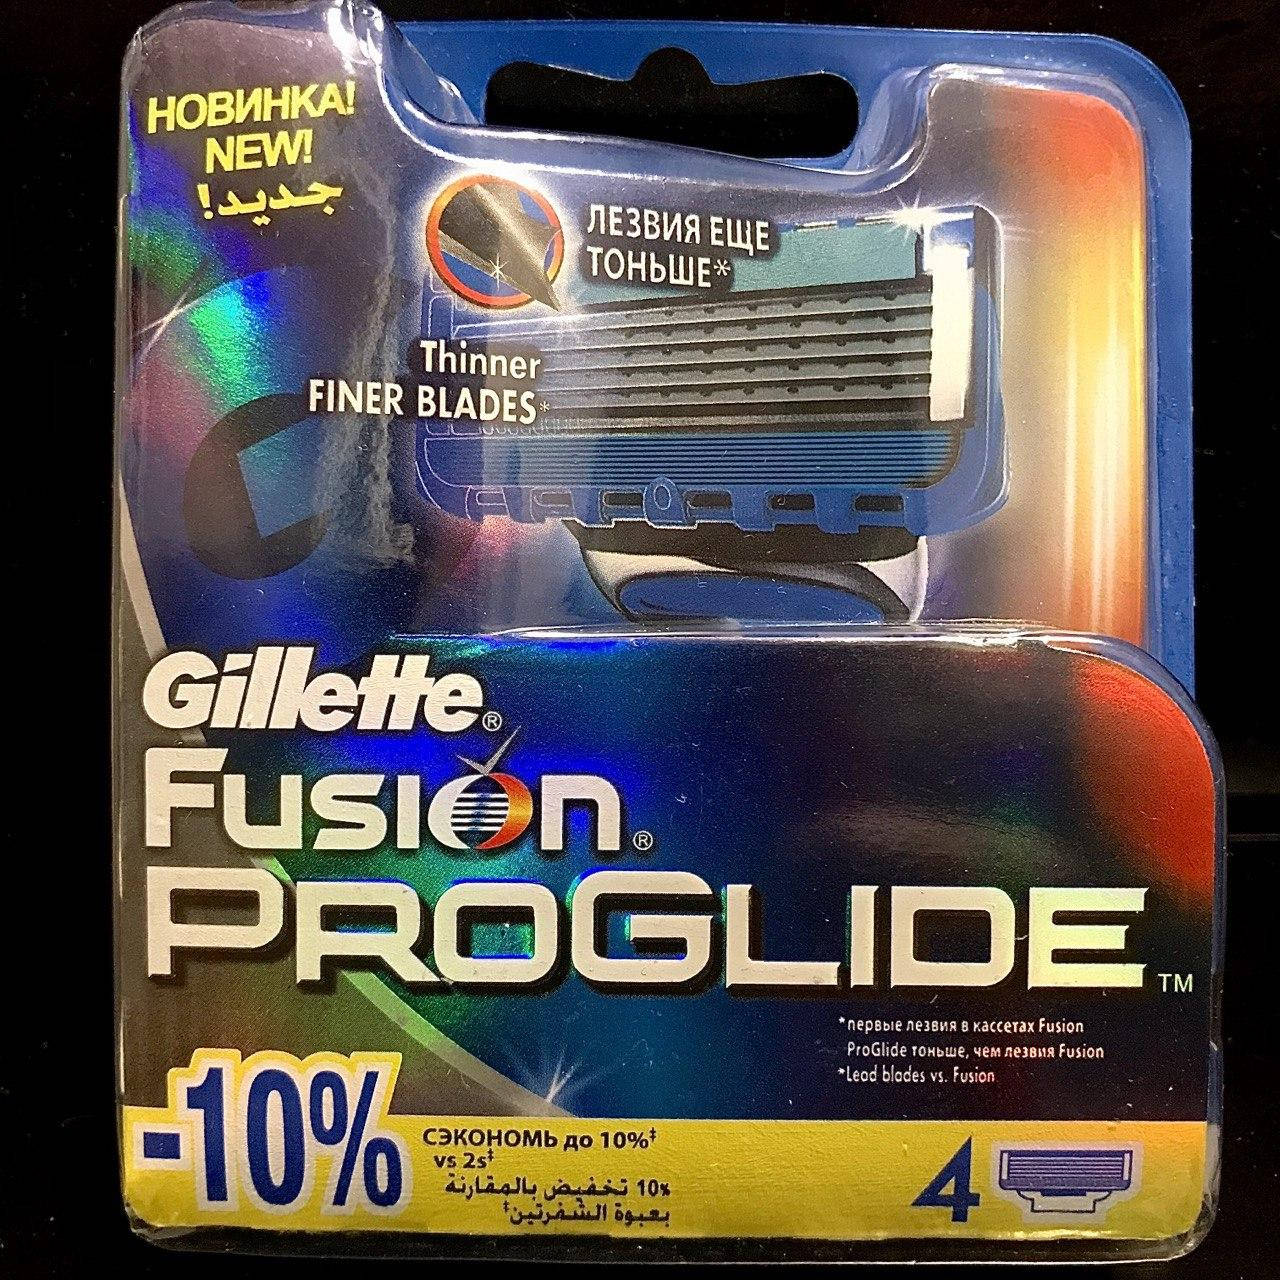 НОВИНКА!
NEW!
جديد!
ЛЕЗВИЯ ЕЩЕ
ТОНЬШЕ*
Thinner
FINER BLADES*
Gillette®
FUSION®
PROGLIDE™
*первые лезвия в кассетах Fusion
ProGlide тоньше, чем лезвия Fusion
*Lead blades vs. Fusion
-10%
СЭКОНОМЬ до 10%‡
vs 2s‡
10% تخفيض بالمقارنة
بعبوة الشفرتين‡
4